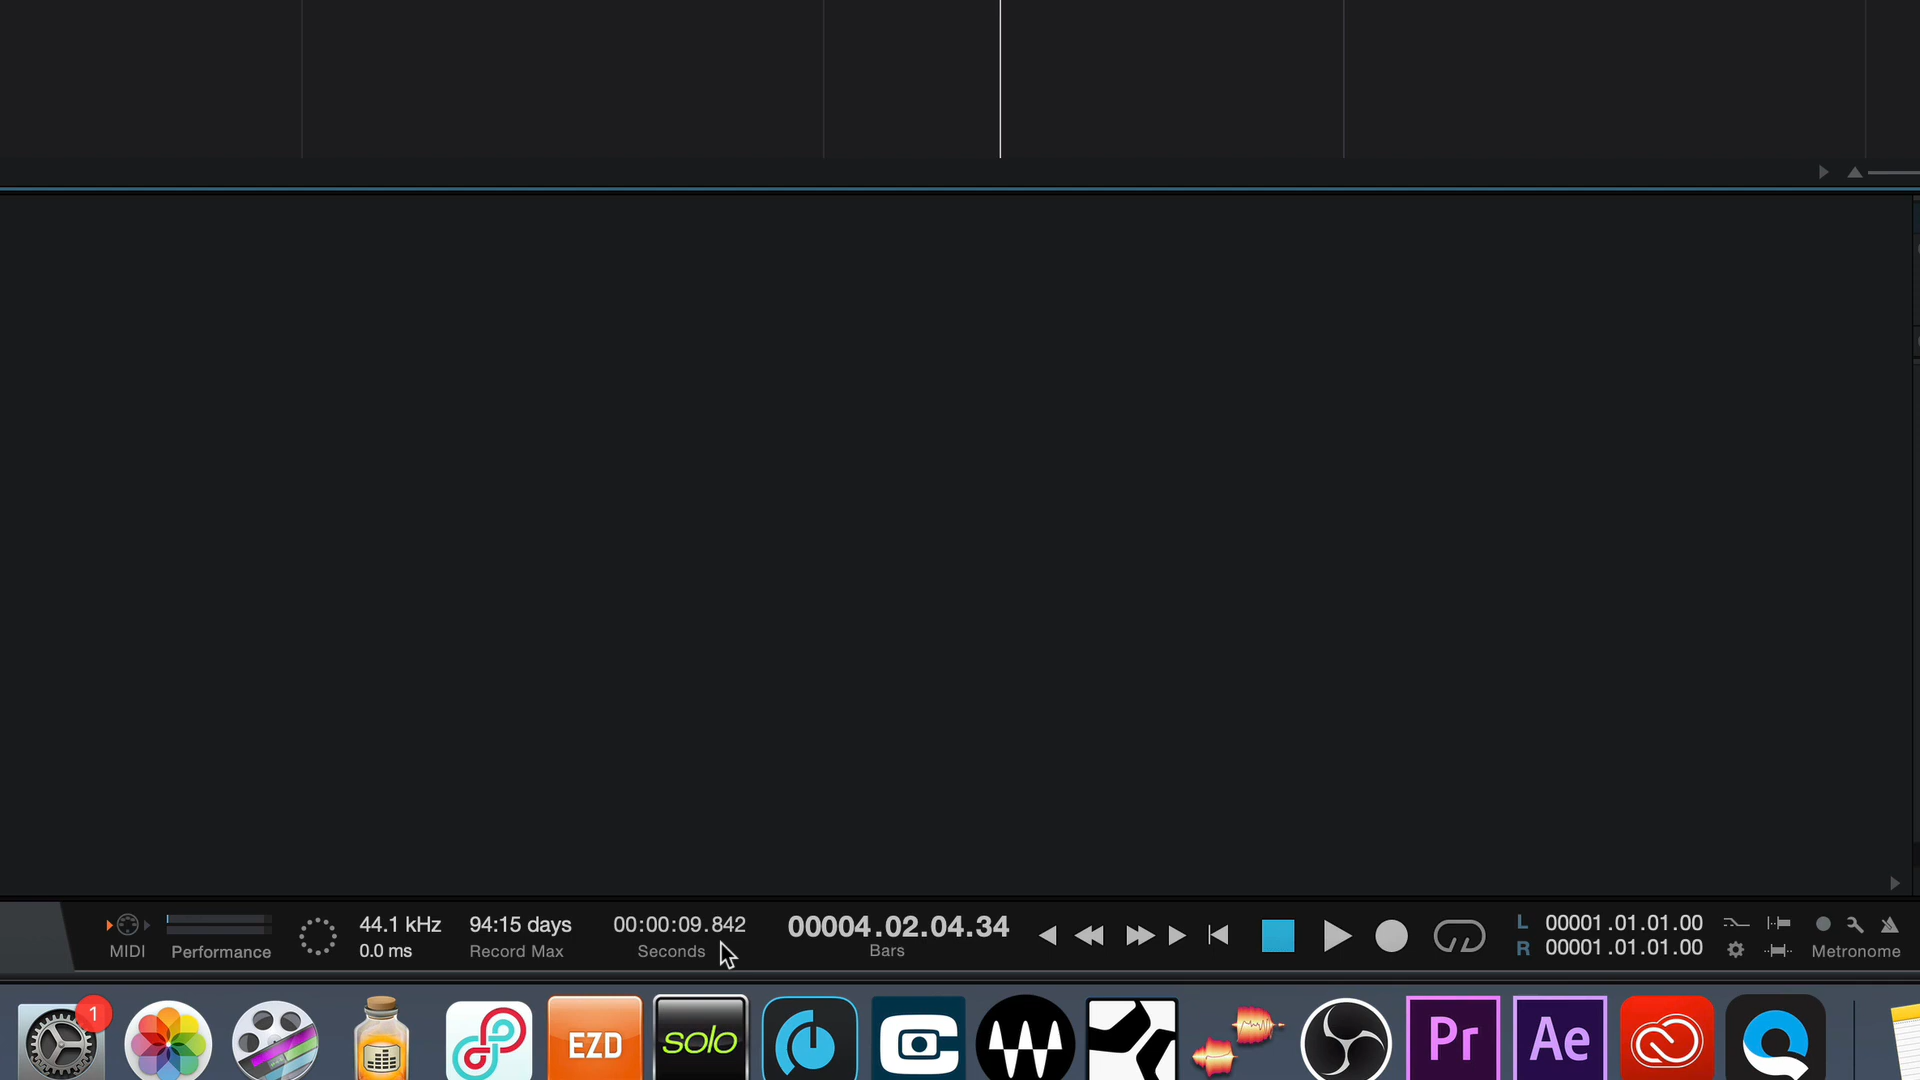 MIDI
Performance
44.1 kHz
0.0 ms
94:15 days
Record Max
00:00:09.842
Seconds
00004.02.04.34
Bars
L 00001.01.01.00
R 00001.01.01.00
Metronome
1
EZD
solo
Pr
Ae